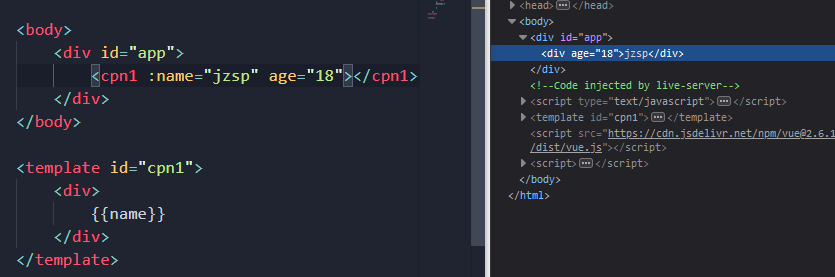 <body>
<div id="app">
<cpn1 :name="jzsp" age="18"></cpn1>
</div>
</body>
<template id="cpn1">
<div>
{{name}}
</div>
</template>
<head> </head>
<body>
<div id="app">
<div age="18">jzsp</div>
</div>
<!--Code injected by live-server-->
<script type="text/javascript"> </script>
<template id="cpn1"> </template>
<script src="https://cdn.jsdelivr.net/npm/vue@2.6.1
/dist/vue.js"></script>
<script> </script>
</body>
</html>